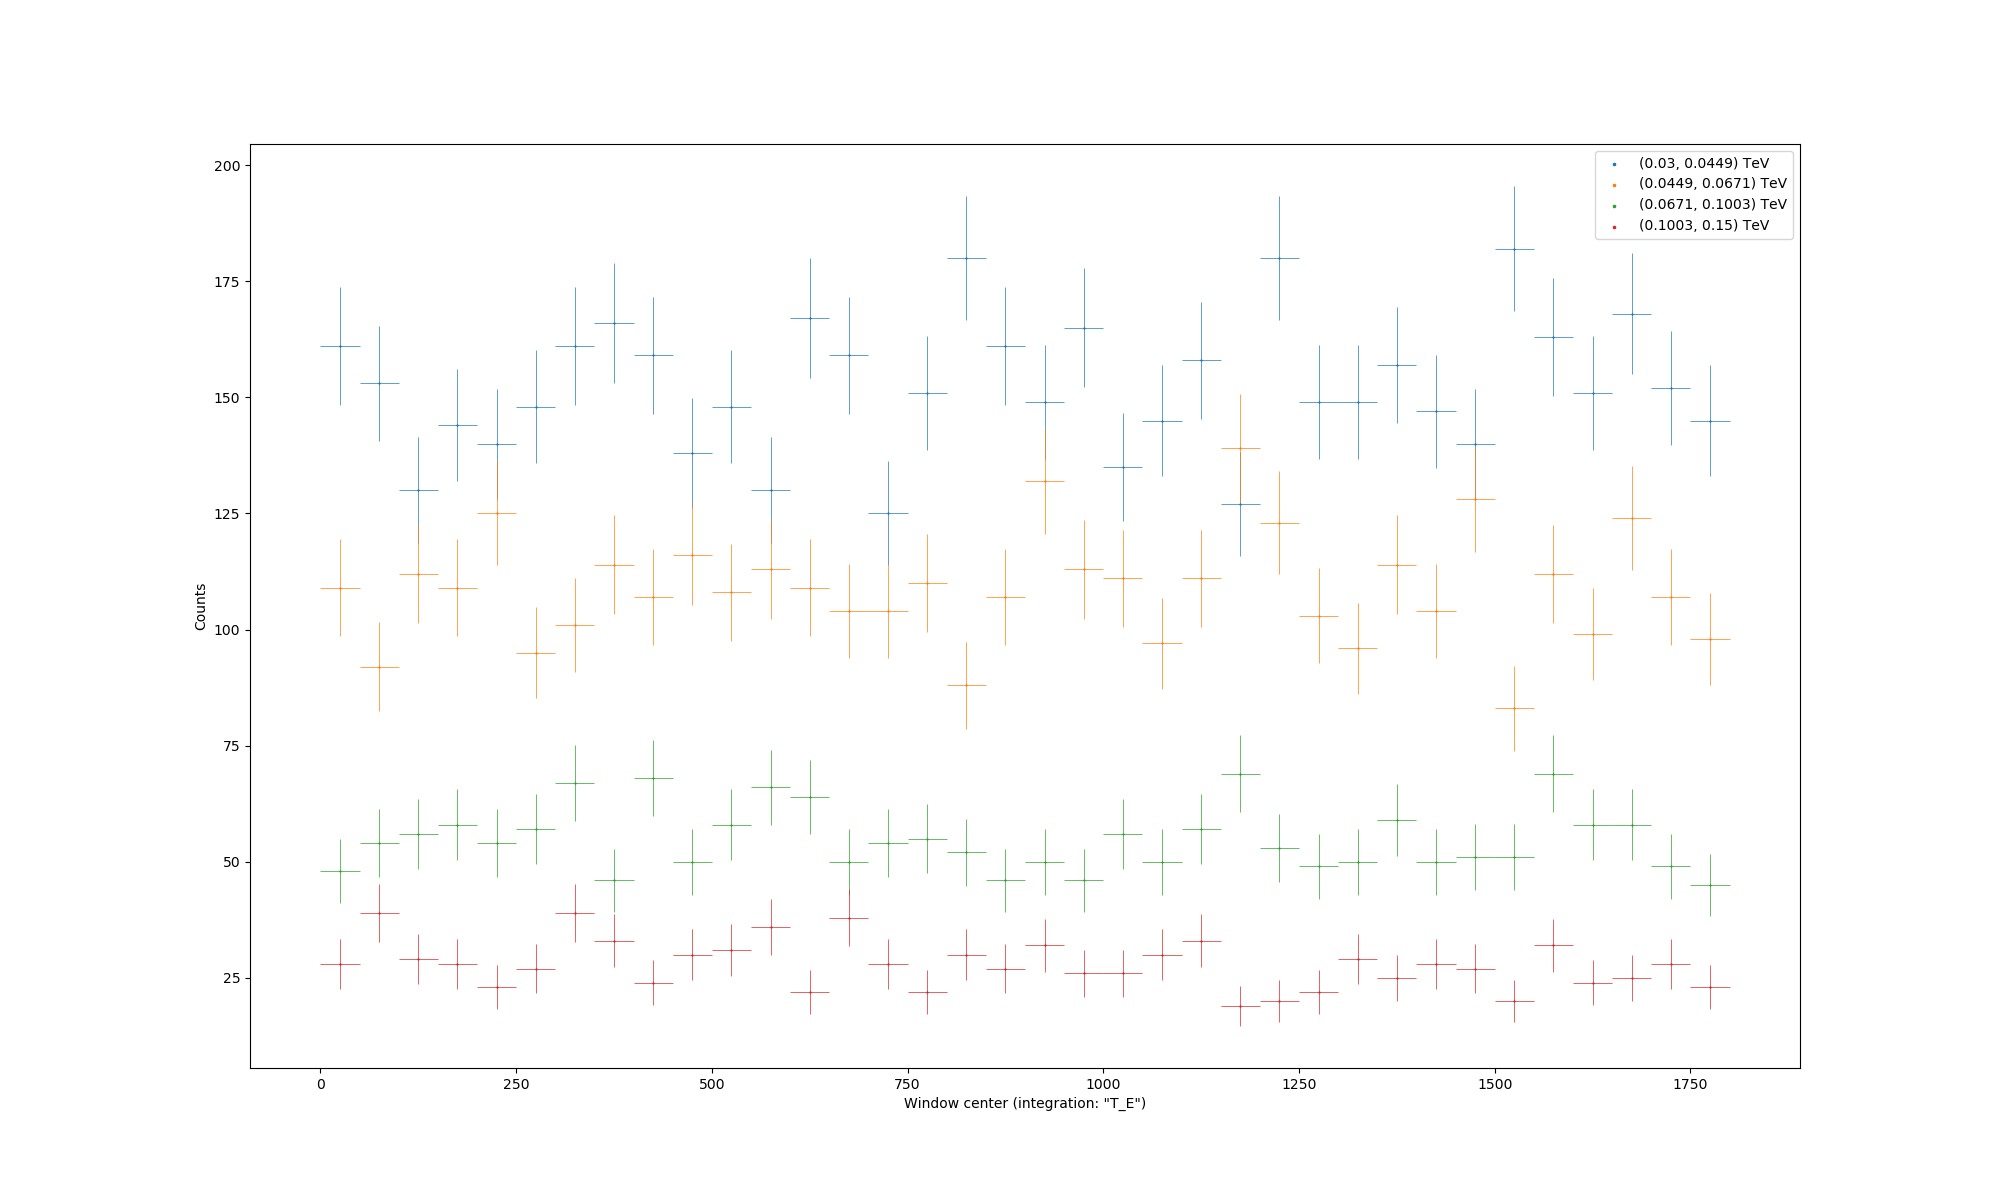 200
175
150
125
100
75
50
25
Counts
0 250 500 750 1000 1250 1500 1750
Window center (integration: "T_E")
(0.03, 0.0449) TeV
(0.0449, 0.0671) TeV
(0.0671, 0.1003) TeV
(0.1003, 0.15) TeV